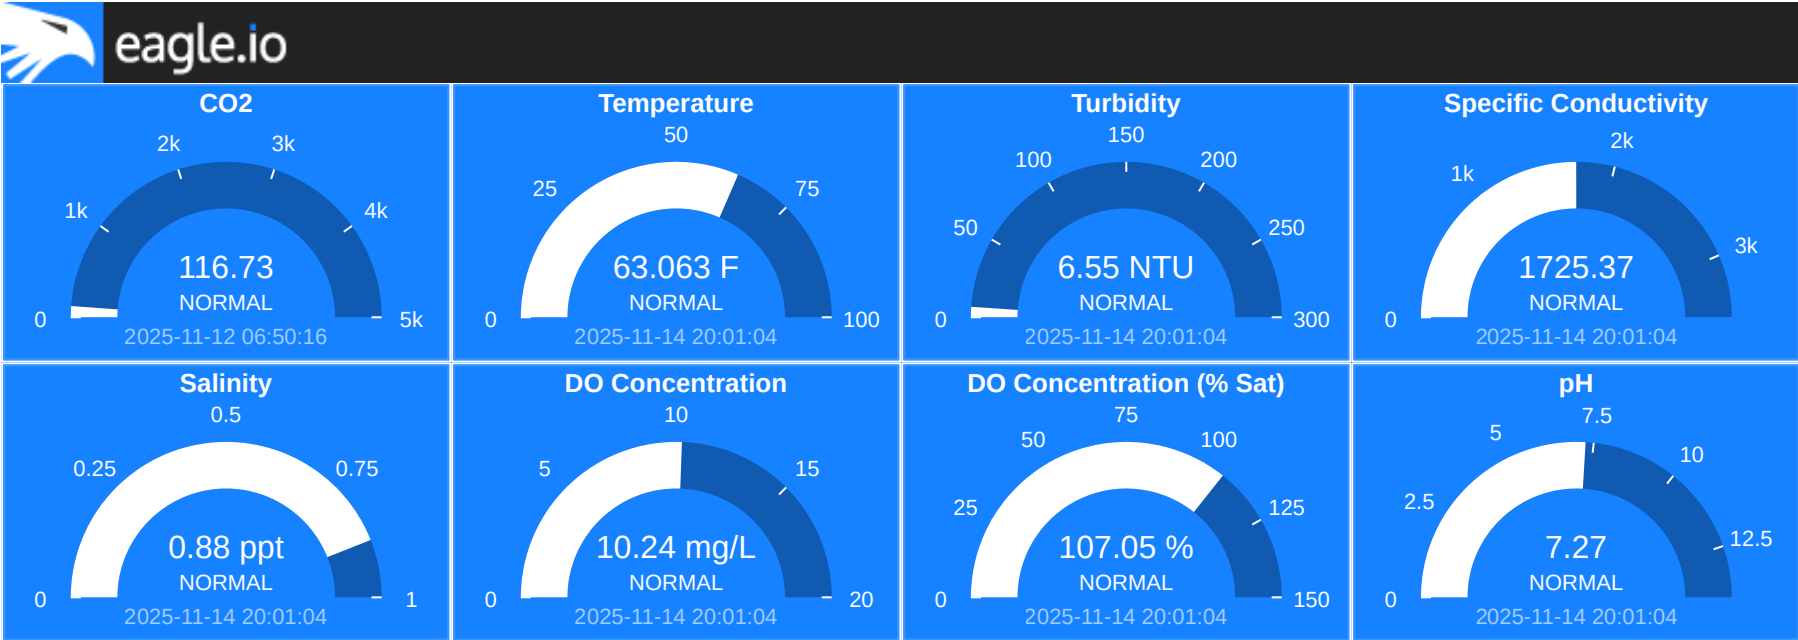 eagle.io
CO2
0
1k
2k
3k
4k
5k
116.73
NORMAL
2025-11-12 06:50:16
Temperature
0
25
50
75
100
63.063 F
NORMAL
2025-11-14 20:01:04
Turbidity
0
50
100
150
200
250
300
6.55 NTU
NORMAL
2025-11-14 20:01:04
Specific Conductivity
0
1k
2k
3k
1725.37
NORMAL
2025-11-14 20:01:04
Salinity
0
0.25
0.5
0.75
1
0.88 ppt
NORMAL
2025-11-14 20:01:04
DO Concentration
0
5
10
15
20
10.24 mg/L
NORMAL
2025-11-14 20:01:04
DO Concentration (% Sat)
0
25
50
75
100
125
150
107.05 %
NORMAL
2025-11-14 20:01:04
pH
0
2.5
5
7.5
10
12.5
7.27
NORMAL
2025-11-14 20:01:04